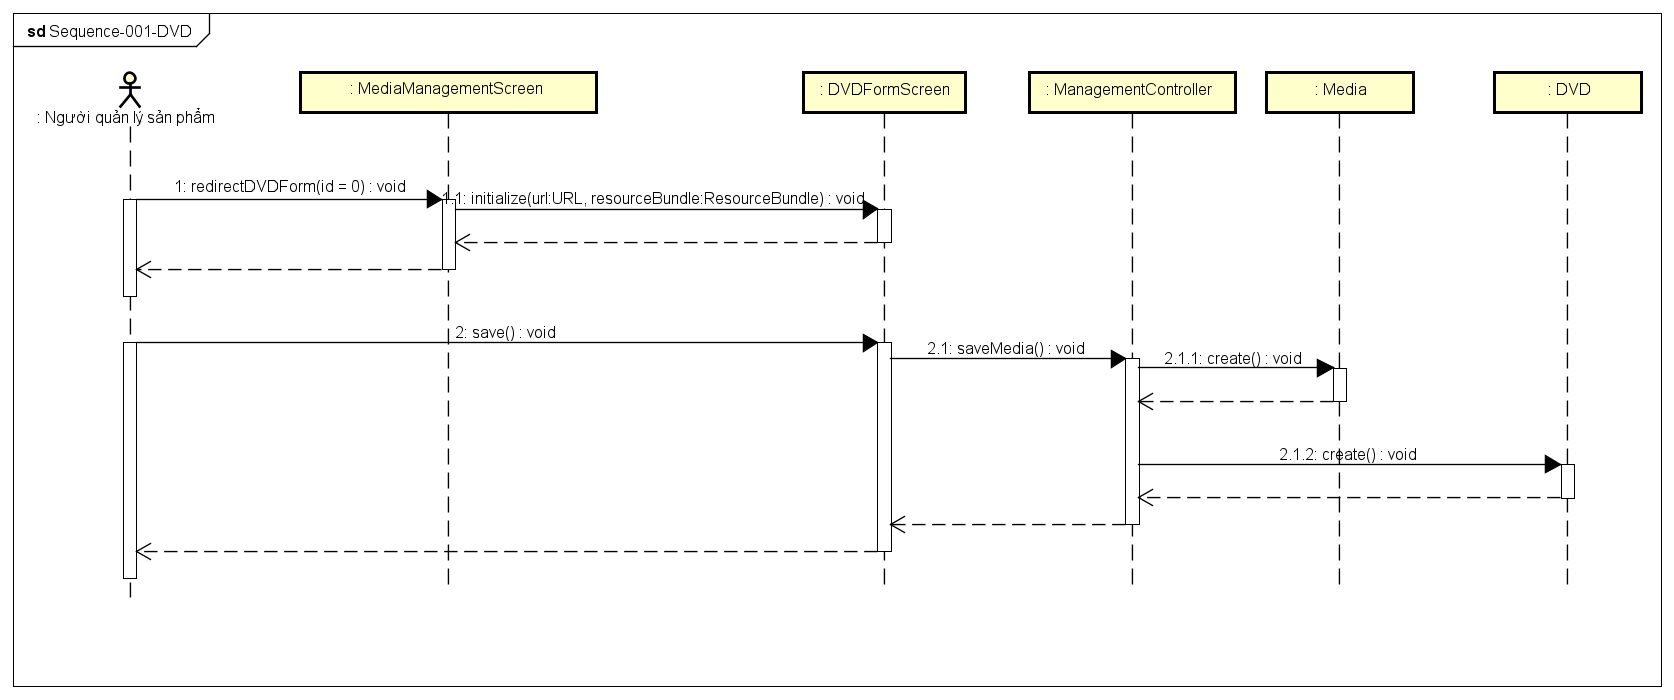 sd Sequence-001-DVD
: Người quản lý sản phẩm
: MediaManagementScreen
: DVDFormScreen
: ManagementController
: Media
: DVD
1: redirectDVDForm(id = 0) : void
1.1: initialize(url:URL, resourceBundle:ResourceBundle) : void
2: save() : void
2.1: saveMedia() : void
2.1.1: create() : void
2.1.2: create() : void